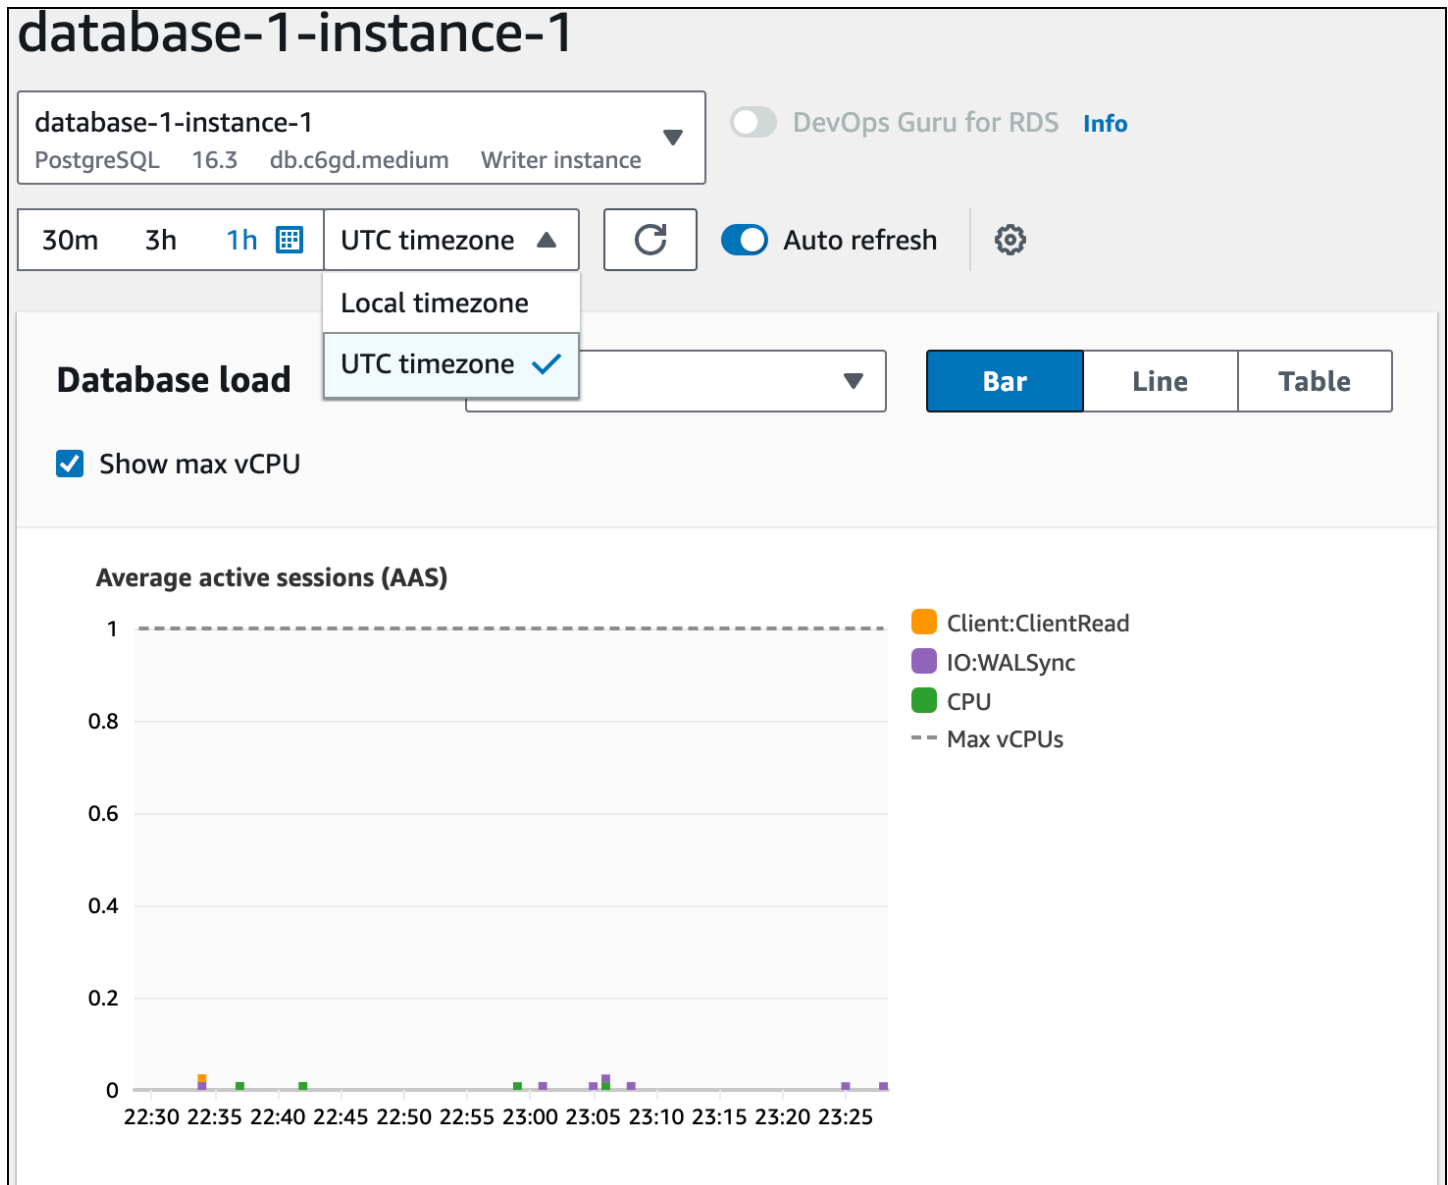 database-1-instance-1
database-1-instance-1
PostgreSQL 16.3 db.c6gd.medium Writer instance
DevOps Guru for RDS Info
30m 3h 1h UTC timezone Auto refresh
Local timezone
UTC timezone
Database load
Bar Line Table
Show max vCPU
Average active sessions (AAS)
1
0.8
0.6
0.4
0.2
0
22:30 22:35 22:40 22:45 22:50 22:55 23:00 23:05 23:10 23:15 23:20 23:25
Client:ClientRead
IO:WALSync
CPU
Max vCPUs